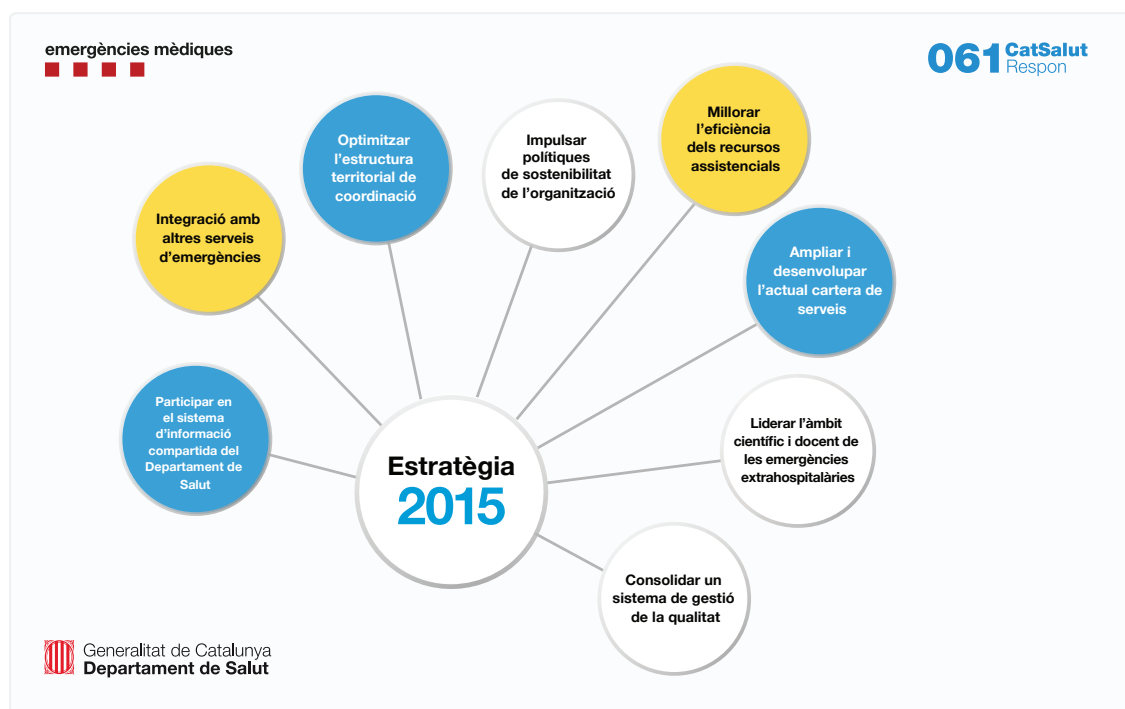 emergències mèdiques
061 CatSalut
Respon
Optimitzar
l'estructura
territorial de
coordinació
Impulsar
polítiques
de sostenibilitat
de l'organització
Millorar
l'eficiència
dels recursos
assistencials
Integració amb
altres serveis
d'emergències
Ampliar i
desenvolupar
l'actual cartera de
serveis
Participar en
el sistema
d'informació
compartida del
Departament de
Salut
Estratègia
2015
Liderar l'àmbit
científic i docent de
les emergències
extrahospitalàries
Consolidar un
sistema de gestió
de la qualitat
Generalitat de Catalunya
Departament de Salut